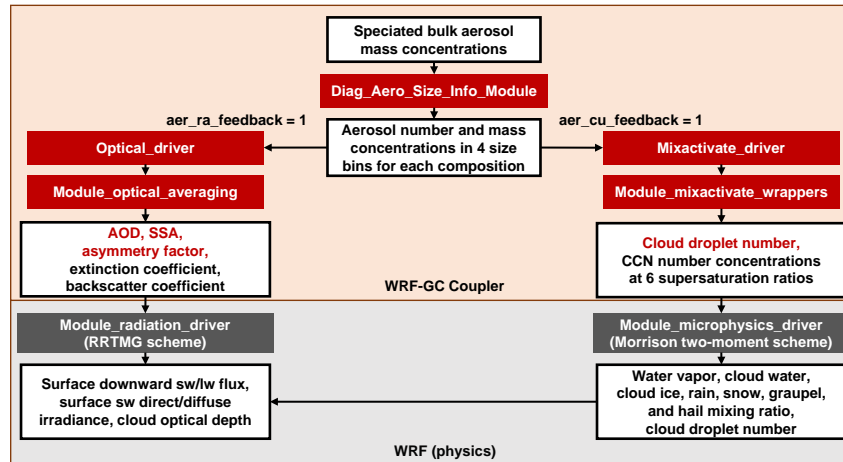 Speciated bulk aerosol
mass concentrations
Diag_Aero_Size_Info_Module
aer_ra_feedback = 1
aer_cu_feedback = 1
Aerosol number and mass
concentrations in 4 size
bins for each composition
Optical_driver
Module_optical_averaging
AOD, SSA,
asymmetry factor,
extinction coefficient,
backscatter coefficient
Mixactivate_driver
Module_mixactivate_wrappers
Cloud droplet number,
CCN number concentrations
at 6 supersaturation ratios
WRF-GC Coupler
Module_radiation_driver
(RRTMG scheme)
Surface downward sw/lw flux,
surface sw direct/diffuse
irradiance, cloud optical depth
Module_microphysics_driver
(Morrison two-moment scheme)
Water vapor, cloud water,
cloud ice, rain, snow, graupel,
and hail mixing ratio,
cloud droplet number
WRF (physics)